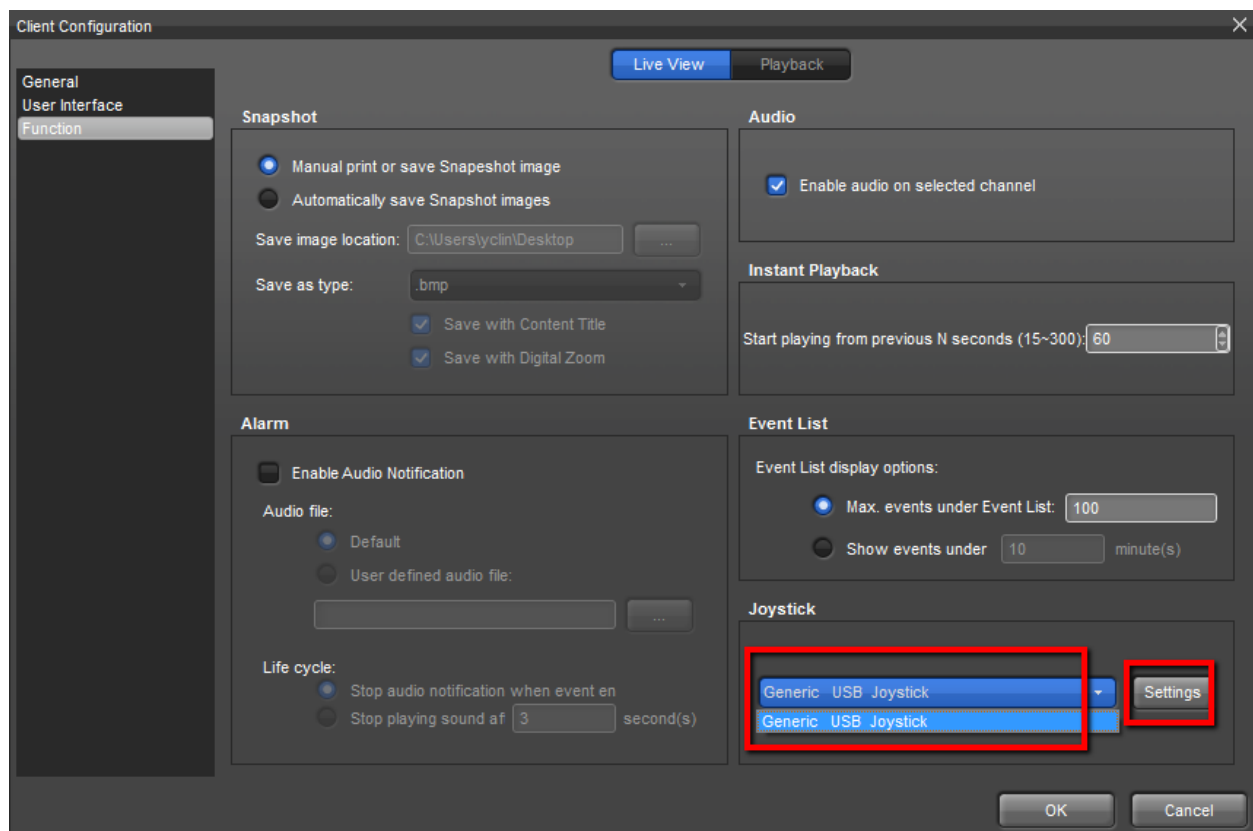 Client Configuration
General
User Interface
Function
Live View
Playback
Snapshot
Manual print or save Snapeshot image
Automatically save Snapshot images
Save image location: C:\Users\yclin\Desktop ...
Save as type: .bmp
Save with Content Title
Save with Digital Zoom
Audio
Enable audio on selected channel
Instant Playback
Start playing from previous N seconds (15~300): 60
Alarm
Enable Audio Notification
Audio file:
Default
User defined audio file:
...
Life cycle:
Stop audio notification when event en
Stop playing sound af 3 second(s)
Event List
Event List display options:
Max. events under Event List: 100
Show events under 10 minute(s)
Joystick
Generic USB Joystick Settings
Generic USB Joystick
OK Cancel